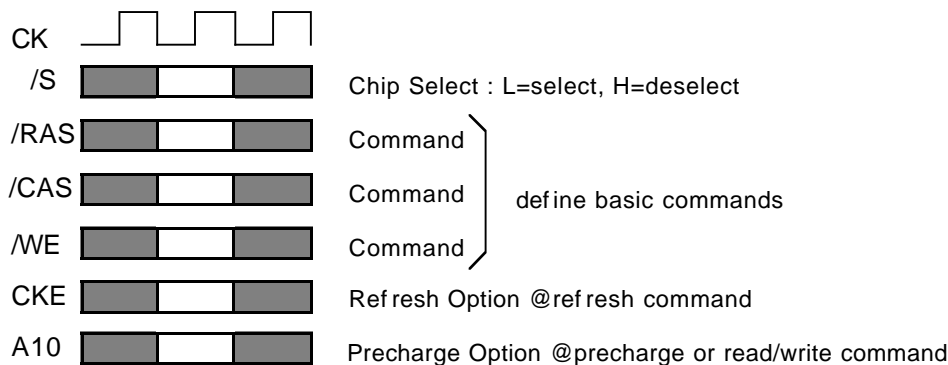 CK
/S Chip Select : L=select, H=deselect
/RAS Command
/CAS Command define basic commands
/WE Command
CKE Refresh Option @refresh command
A10 Precharge Option @precharge or read/write command